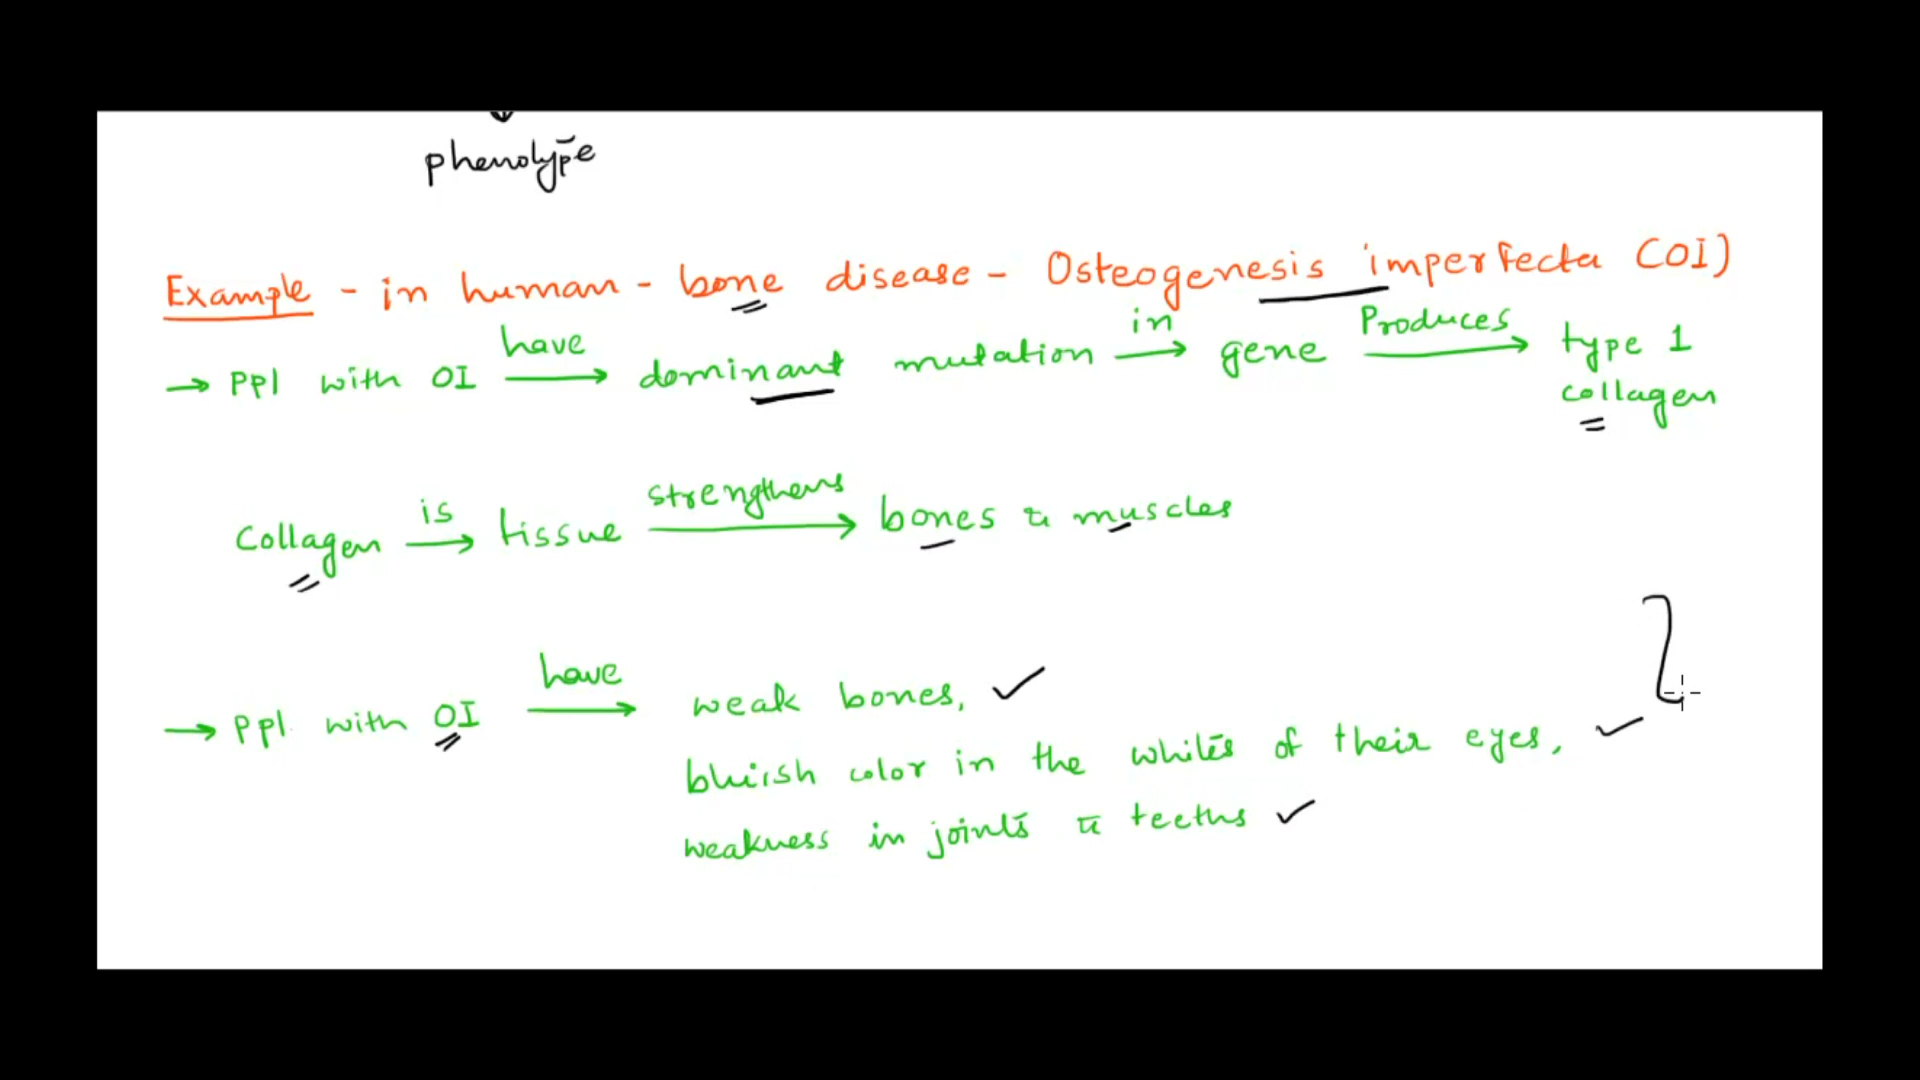 phenotype
Example - in human - bone disease - Osteogenesis imperfecta (OI)
→ Ppl with OI have → dominant mutation in → gene Produces → type 1 collagen
Collagen is → tissue strengthens → bones & muscles
→ Ppl with OI have → weak bones,
bluish color in the whites of their eyes,
weakness in joints & teeths